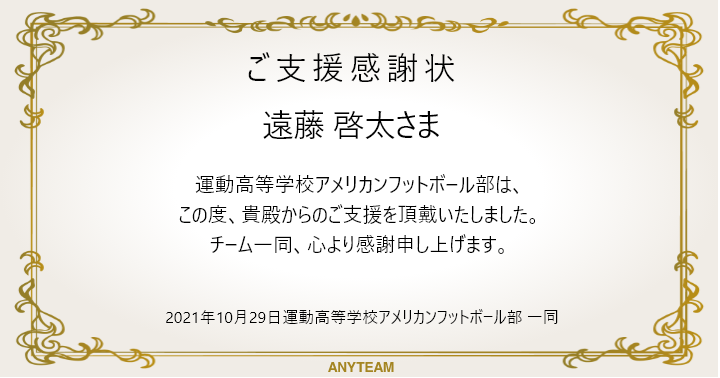 ご支援感謝状
遠藤 啓太さま
運動高等学校アメリカンフットボール部は、
この度、貴殿からのご支援を頂戴いたしました。
チーム一同、心より感謝申し上げます。
2021年10月29日運動高等学校アメリカンフットボール部 一同
ANYTEAM